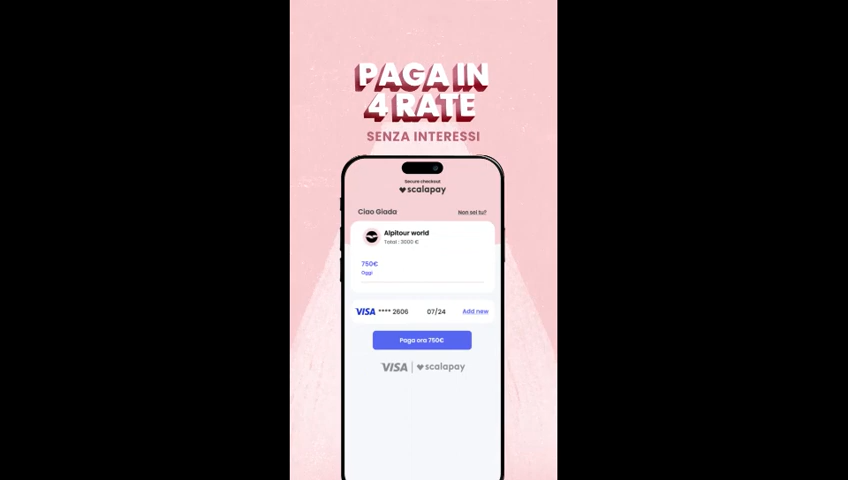 PAGA IN
4 RATE
SENZA INTERESSI
Secure checkout
scalapay
Ciao Giada
Non sei tu?
Alpitour world
Total : 3000 €
750€
Oggi
VISA **** 2606 07/24 Add new
Paga ora 750€
VISA | scalapay